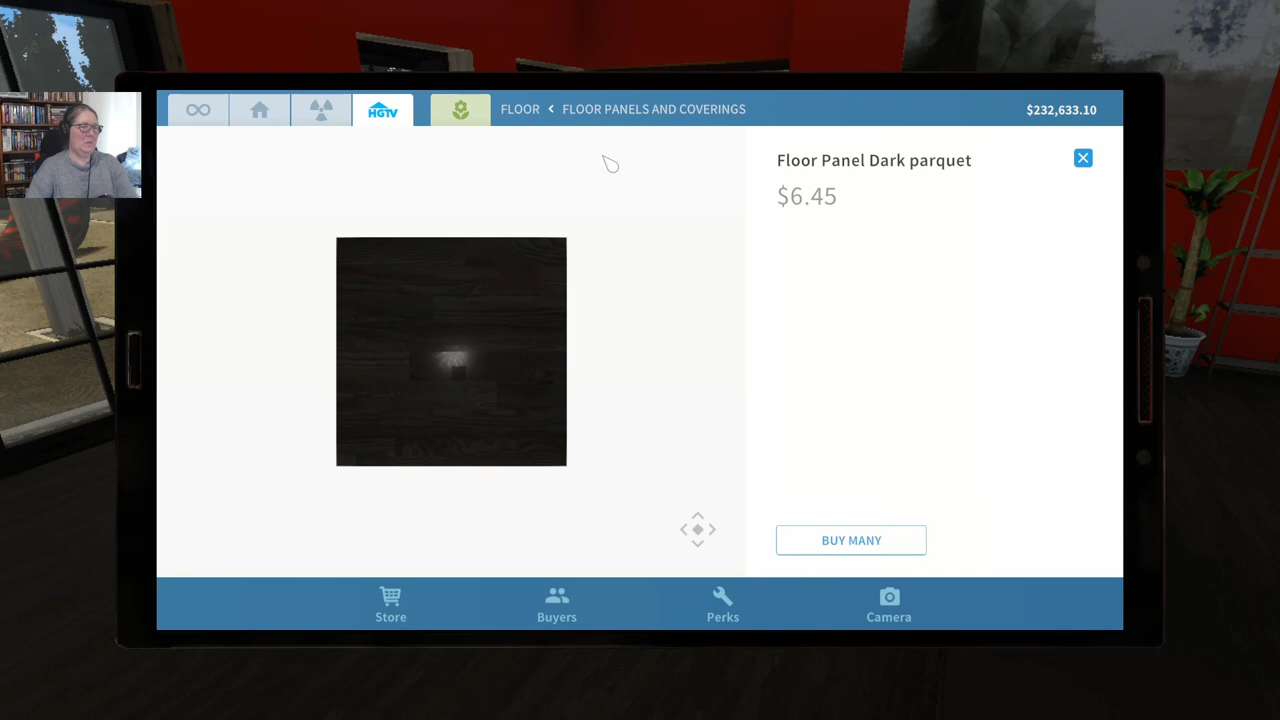 HGTV
FLOOR < FLOOR PANELS AND COVERINGS
$232,633.10
Floor Panel Dark parquet
$6.45
BUY MANY
Store
Buyers
Perks
Camera